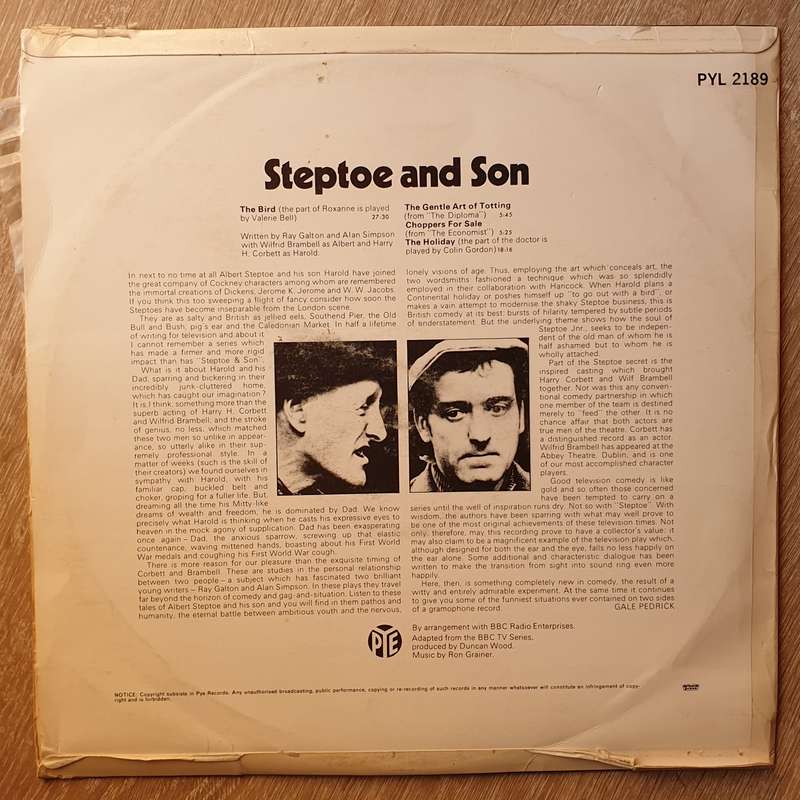 PYL 2189
Steptoe and Son
The Bird (the part of Roxanne is played
by Valerie Bell) 27·30
Written by Ray Galton and Alan Simpson
with Wilfrid Brambell as Albert and Harry
H. Corbett as Harold.
The Gentle Art of Totting
(from "The Diploma") 5·45
Choppers For Sale
(from "The Economist") 5·25
The Holiday (the part of the doctor is
played by Colin Gordon) 18·16
In next to no time at all Albert Steptoe and his son Harold have joined
the great company of Cockney characters among whom are remembered
the immortal creations of Dickens, Jerome K. Jerome and W. W. Jacobs.
If you think this too sweeping a flight of fancy consider how soon the
Steptoes have become inseparable from the London scene.
They are as salty and British as jellied eels, Southend Pier, the Old
Bull and Bush, pig's ear and the Caledonian Market. In half a lifetime
of writing for television and about it
I cannot remember a series which
has made a firmer and more rigid
impact than has "Steptoe & Son".
What is it about Harold and his
Dad, sparring and bickering in their
incredibly junk-cluttered home,
which has caught our imagination?
It is, I think, something more than the
superb acting of Harry H. Corbett
and Wilfrid Brambell; and the stroke
of genius, no less, which matched
these two men so unlike in appear-
ance, so utterly alike in their sup-
remely professional style. In a
matter of weeks (such is the skill of
their creators) we found ourselves in
sympathy with Harold, with his
familiar cap, buckled belt and
choker, groping for a fuller life. But,
dreaming all the time his Mitty-like
dreams of wealth and freedom, he is dominated by Dad. We know
precisely what Harold is thinking when he casts his expressive eyes to
heaven in the mock agony of supplication. Dad has been exasperating
once again – Dad, the anxious sparrow, screwing up that elastic
countenance, waving mittened hands, boasting about his First World
War medals and coughing his First World War cough.
There is more reason for our pleasure than the exquisite timing of
Corbett and Brambell. These are studies in the personal relationship
between two people – a subject which has fascinated two brilliant
young writers – Ray Galton and Alan Simpson. In these plays they travel
far beyond the horizon of comedy and gag-and-situation. Listen to these
tales of Albert Steptoe and his son and you will find in them pathos and
humanity, the eternal battle between ambitious youth and the nervous,
lonely visions of age. Thus, employing the art which conceals art, the
two wordsmiths fashioned a technique which was so splendidly
employed in their collaboration with Hancock. When Harold plans a
Continental holiday or poshes himself up "to go out with a bird", or
makes a vain attempt to modernise the shaky Steptoe business, this is
British comedy at its best: bursts of hilarity tempered by subtle periods
of understatement. But the underlying theme shows how the soul of
Steptoe Jnr., seeks to be indepen-
dent of the old man of whom he is
half ashamed but to whom he is
wholly attached.
Part of the Steptoe secret is the
inspired casting which brought
Harry Corbett and Wilf Brambell
together. Nor was this any conven-
tional comedy partnership in which
one member of the team is destined
merely to "feed" the other. It is no
chance affair that both actors are
true men of the theatre. Corbett has
a distinguished record as an actor.
Wilfrid Brambell has appeared at the
Abbey Theatre, Dublin, and is one
of our most accomplished character
players.
Good television comedy is like
gold and so often those concerned
have been tempted to carry on a
series until the well of inspiration runs dry. Not so with "Steptoe". With
wisdom, the authors have been sparring with what may well prove to
be one of the most original achievements of these television times. Not
only, therefore, may this recording prove to have a collector's value; it
may also claim to be a magnificent example of the television play which,
although designed for both the ear and the eye, falls no less happily on
the ear alone. Some additional and characteristic dialogue has been
written to make the transition from sight into sound ring even more
happily.
Here, then, is something completely new in comedy, the result of a
witty and entirely admirable experiment. At the same time it continues
to give you some of the funniest situations ever contained on two sides
of a gramophone record. GALE PEDRICK
PYE
By arrangement with BBC Radio Enterprises.
Adapted from the BBC TV Series,
produced by Duncan Wood.
Music by Ron Grainer.
NOTICE: Copyright subsists in Pye Records. Any unauthorised broadcasting, public performance, copying or re-recording of such records in any manner whatsoever will constitute an infringement of copy-
right and is forbidden.